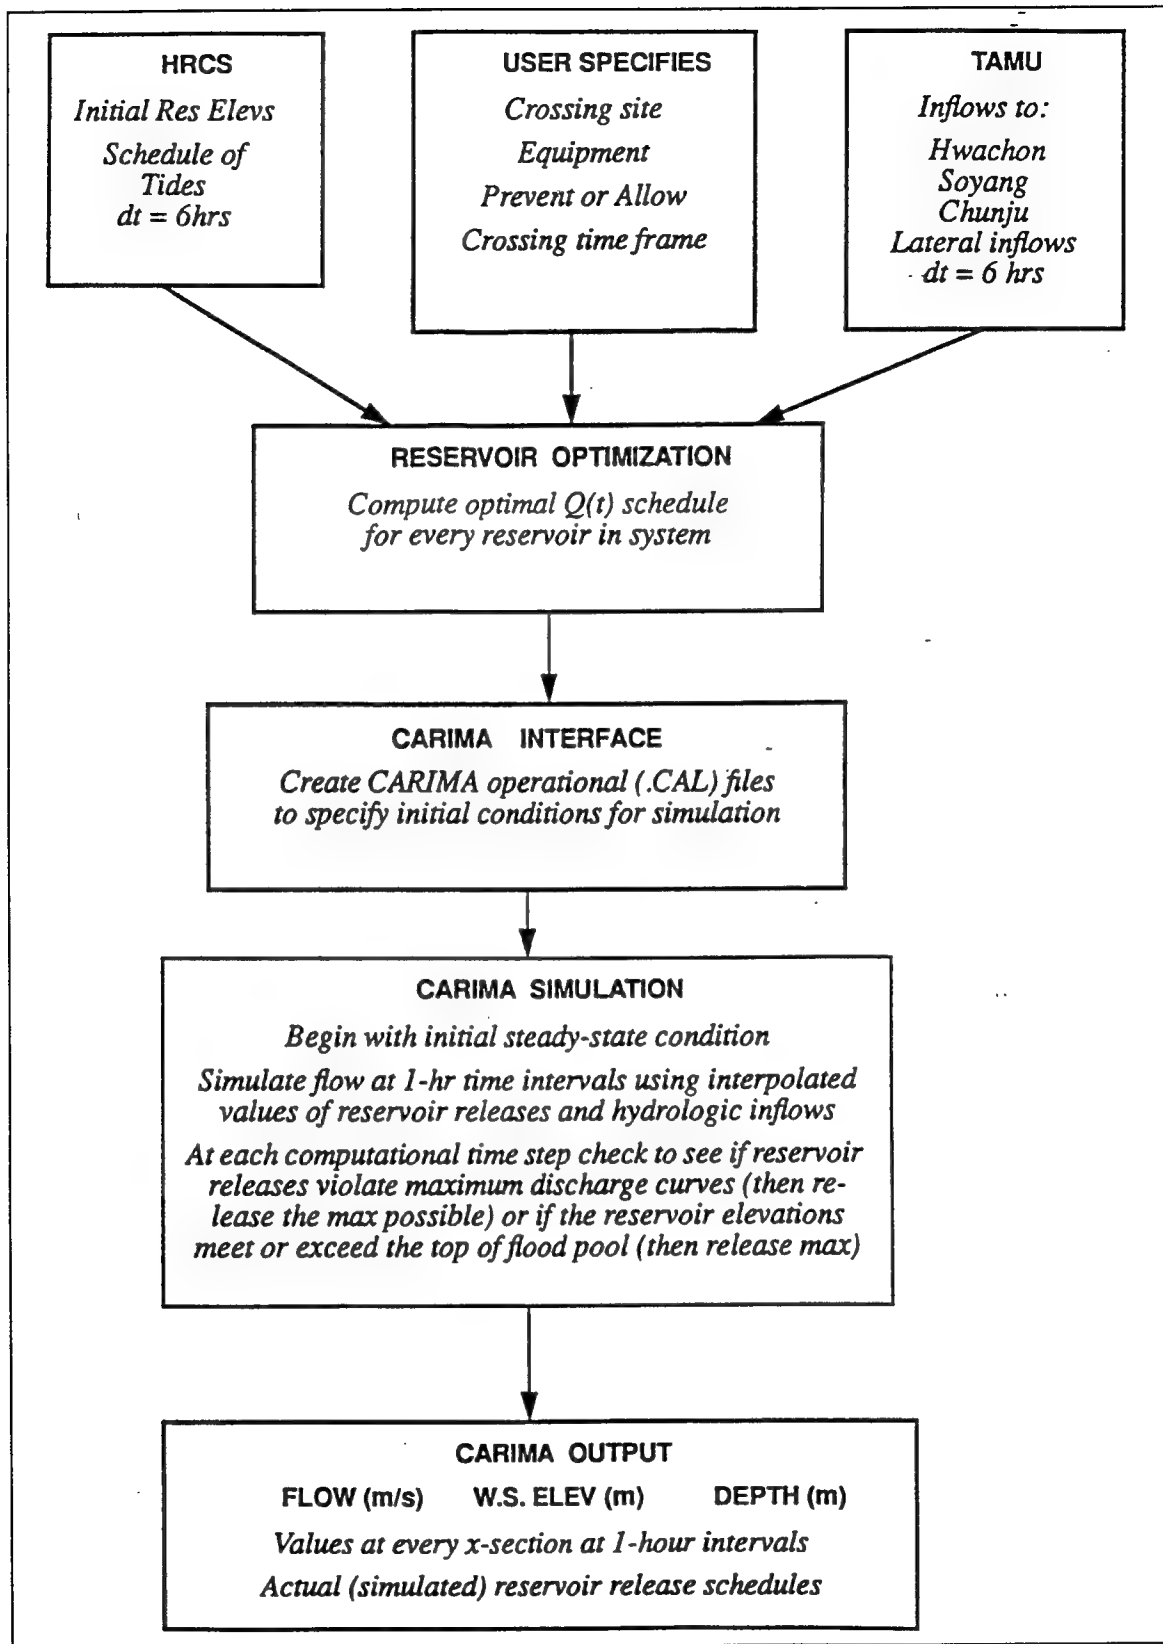 HRCS
Initial Res Elevs
Schedule of
Tides
dt = 6hrs
USER SPECIFIES
Crossing site
Equipment
Prevent or Allow
Crossing time frame
TAMU
Inflows to:
Hwachon
Soyang
Chunju
Lateral inflows
dt = 6 hrs
RESERVOIR OPTIMIZATION
Compute optimal Q(t) schedule
for every reservoir in system
CARIMA INTERFACE
Create CARIMA operational (.CAL) files
to specify initial conditions for simulation
CARIMA SIMULATION
Begin with initial steady-state condition
Simulate flow at 1-hr time intervals using interpolated
values of reservoir releases and hydrologic inflows
At each computational time step check to see if reservoir
releases violate maximum discharge curves (then re-
lease the max possible) or if the reservoir elevations
meet or exceed the top of flood pool (then release max)
CARIMA OUTPUT
FLOW (m/s) W.S. ELEV (m) DEPTH (m)
Values at every x-section at 1-hour intervals
Actual (simulated) reservoir release schedules